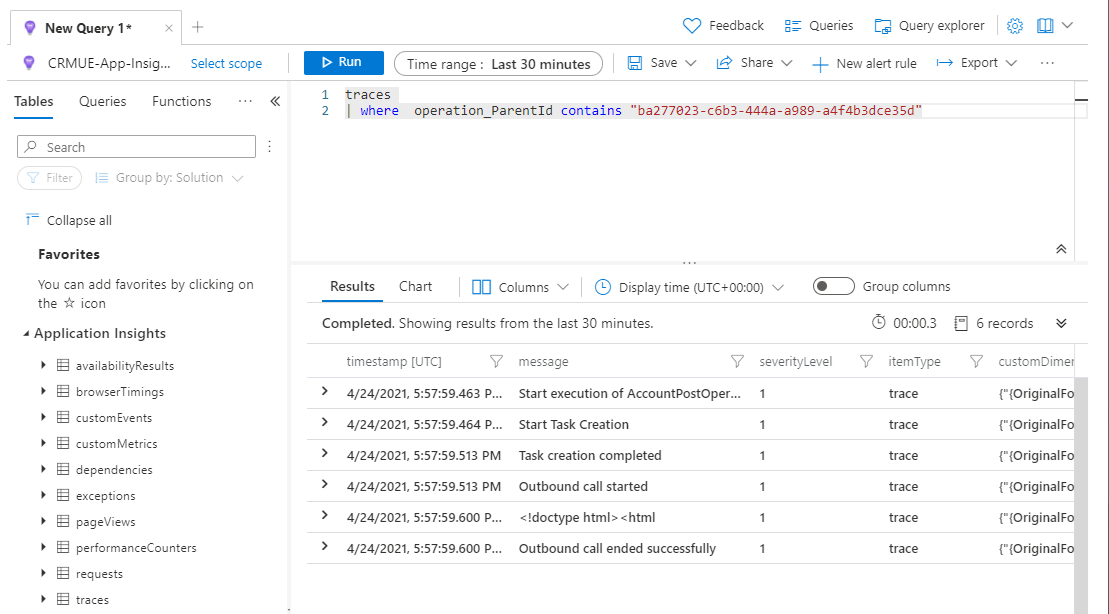 New Query 1*
Feedback Queries Query explorer
CRMUE-App-Insig... Select scope Run Time range : Last 30 minutes Save Share New alert rule Export ...
Tables Queries Functions ...
Search
Filter Group by: Solution
Collapse all
Favorites
You can add favorites by clicking on
the ☆ icon
Application Insights
availabilityResults
browserTimings
customEvents
customMetrics
dependencies
exceptions
pageViews
performanceCounters
requests
traces
1 traces
2 | where operation_ParentId contains "ba277023-c6b3-444a-a989-a4f4b3dce35d"
Results Chart Columns Display time (UTC+00:00) Group columns
Completed. Showing results from the last 30 minutes. 00:00.3 6 records
timestamp [UTC] message severityLevel itemType customDimen
4/24/2021, 5:57:59.463 P... Start execution of AccountPostOper... 1 trace {"{OriginalFo
4/24/2021, 5:57:59.464 P... Start Task Creation 1 trace {"{OriginalFo
4/24/2021, 5:57:59.513 PM Task creation completed 1 trace {"{OriginalFo
4/24/2021, 5:57:59.513 PM Outbound call started 1 trace {"{OriginalFo
4/24/2021, 5:57:59.600 P... <!doctype html><html 1 trace {"{OriginalFo
4/24/2021, 5:57:59.600 P... Outbound call ended successfully 1 trace {"{OriginalFo